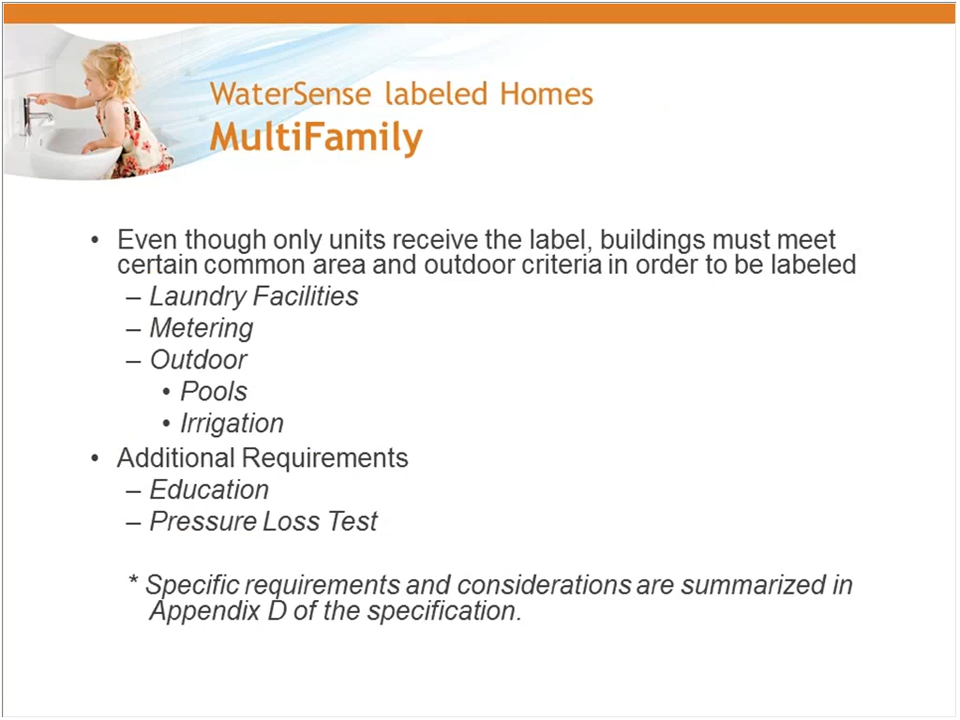 WaterSense labeled Homes
MultiFamily
• Even though only units receive the label, buildings must meet
certain common area and outdoor criteria in order to be labeled
– Laundry Facilities
– Metering
– Outdoor
• Pools
• Irrigation
• Additional Requirements
– Education
– Pressure Loss Test
* Specific requirements and considerations are summarized in
Appendix D of the specification.